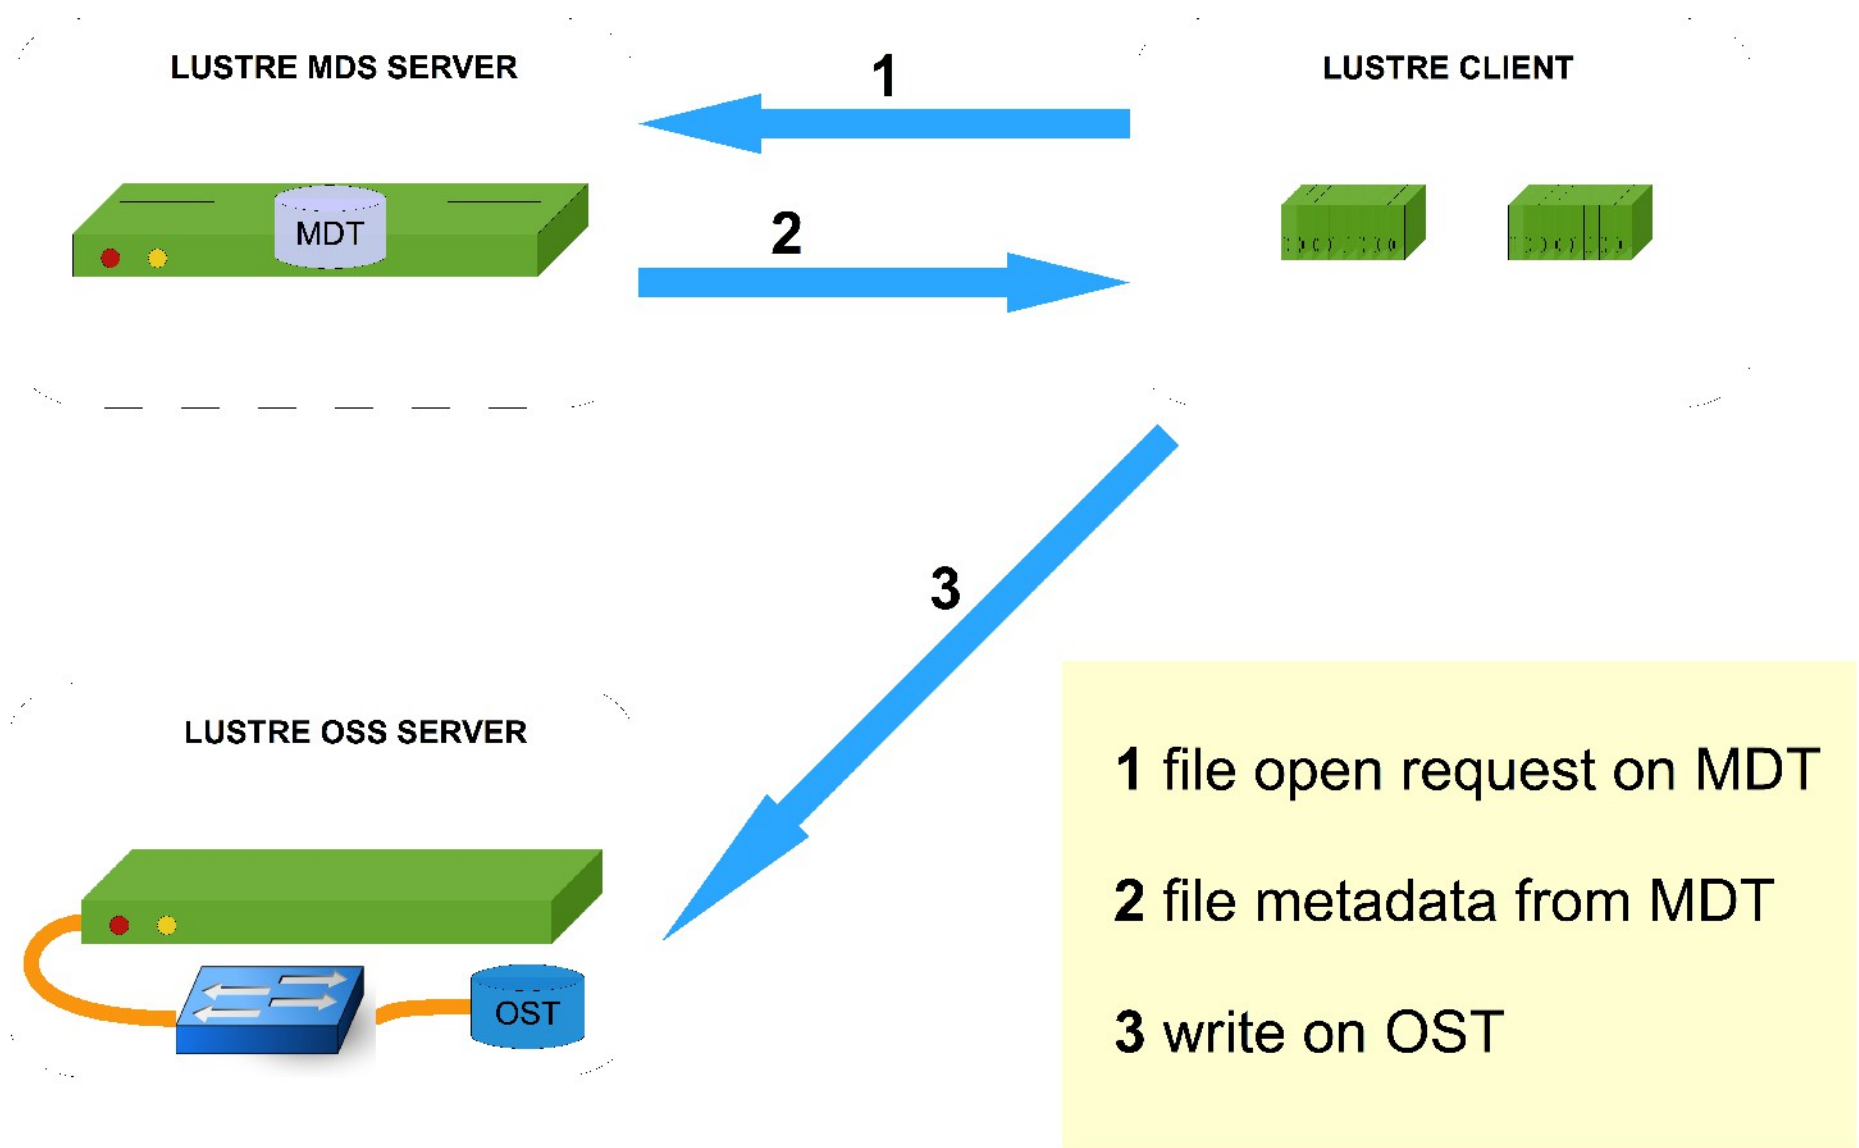 LUSTRE MDS SERVER
1
LUSTRE CLIENT
MDT
2
3
LUSTRE OSS SERVER
OST
1 file open request on MDT
2 file metadata from MDT
3 write on OST